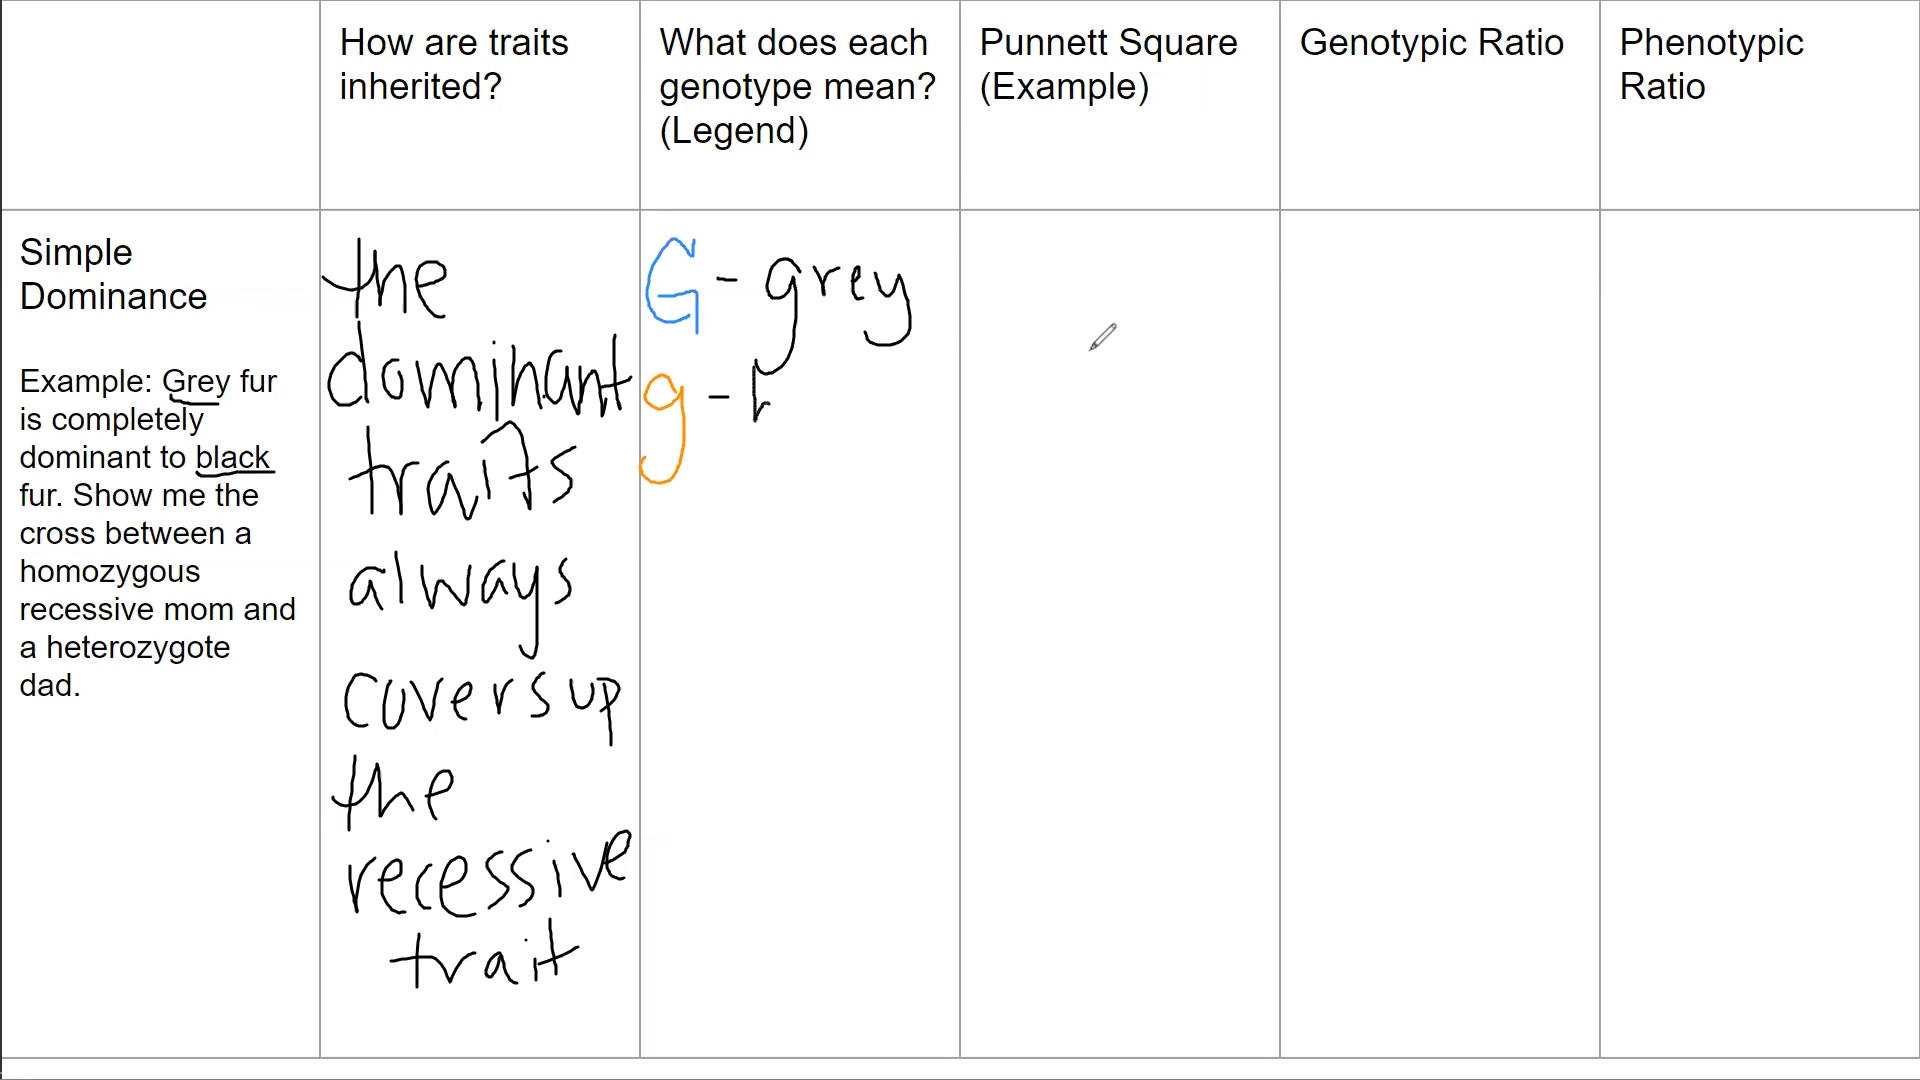 How are traits
inherited?
What does each
genotype mean?
(Legend)
Punnett Square
(Example)
Genotypic Ratio
Phenotypic
Ratio
Simple
Dominance
Example: Grey fur
is completely
dominant to black
fur. Show me the
cross between a
homozygous
recessive mom and
a heterozygote
dad.
the
dominant
traits
always
covers up
the
recessive
trait
G - grey
g -